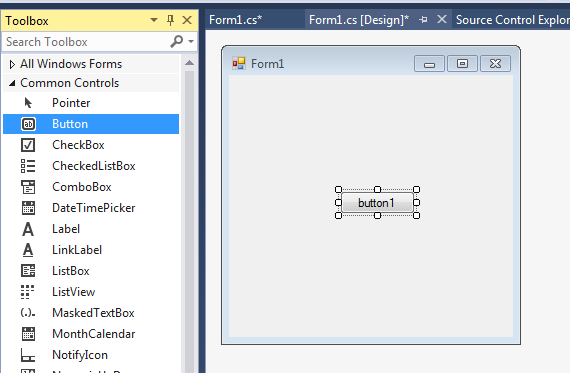 Toolbox
Search Toolbox
All Windows Forms
Common Controls
Pointer
Button
CheckBox
CheckedListBox
ComboBox
DateTimePicker
Label
LinkLabel
ListBox
ListView
MaskedTextBox
MonthCalendar
NotifyIcon
Form1.cs*
Form1.cs [Design]*
Source Control Explor
Form1
button1